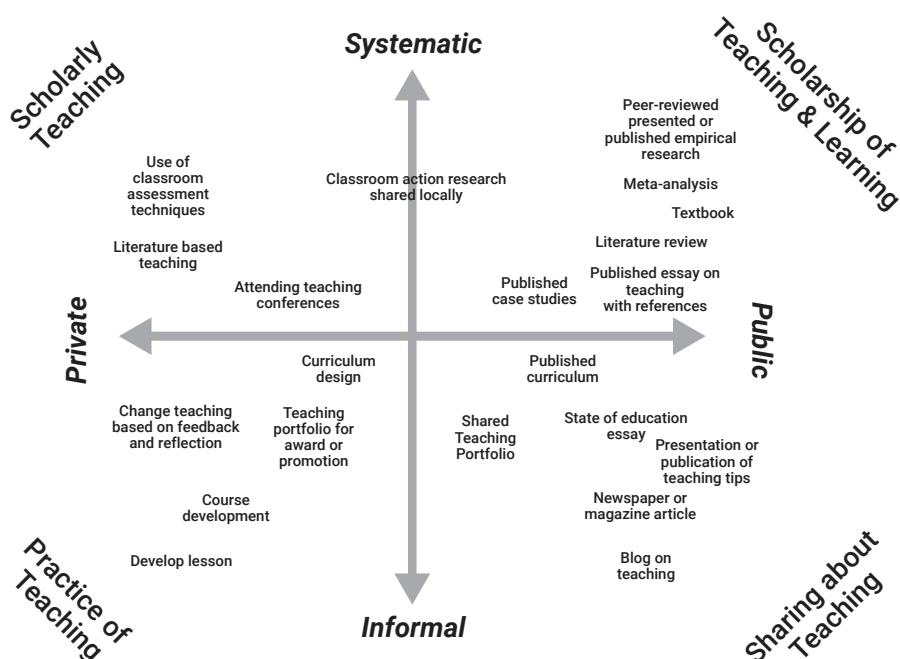 Systematic
Scholarly
Teaching
Scholarship of
Teaching & Learning
Peer-reviewed
presented or
published empirical
research
Use of
classroom
assessment
techniques
Classroom action research
shared locally
Meta-analysis
Textbook
Literature based
teaching
Literature review
Attending teaching
conferences
Published
case studies
Published essay on
teaching
with references
Private
Public
Curriculum
design
Published
curriculum
Change teaching
based on feedback
and reflection
Teaching
portfolio for
award or
promotion
Shared
Teaching
Portfolio
State of education
essay
Presentation or
publication of
teaching tips
Course
development
Newspaper or
magazine article
Develop lesson
Blog on
teaching
Practice of
Teaching
Informal
Sharing about
Teaching